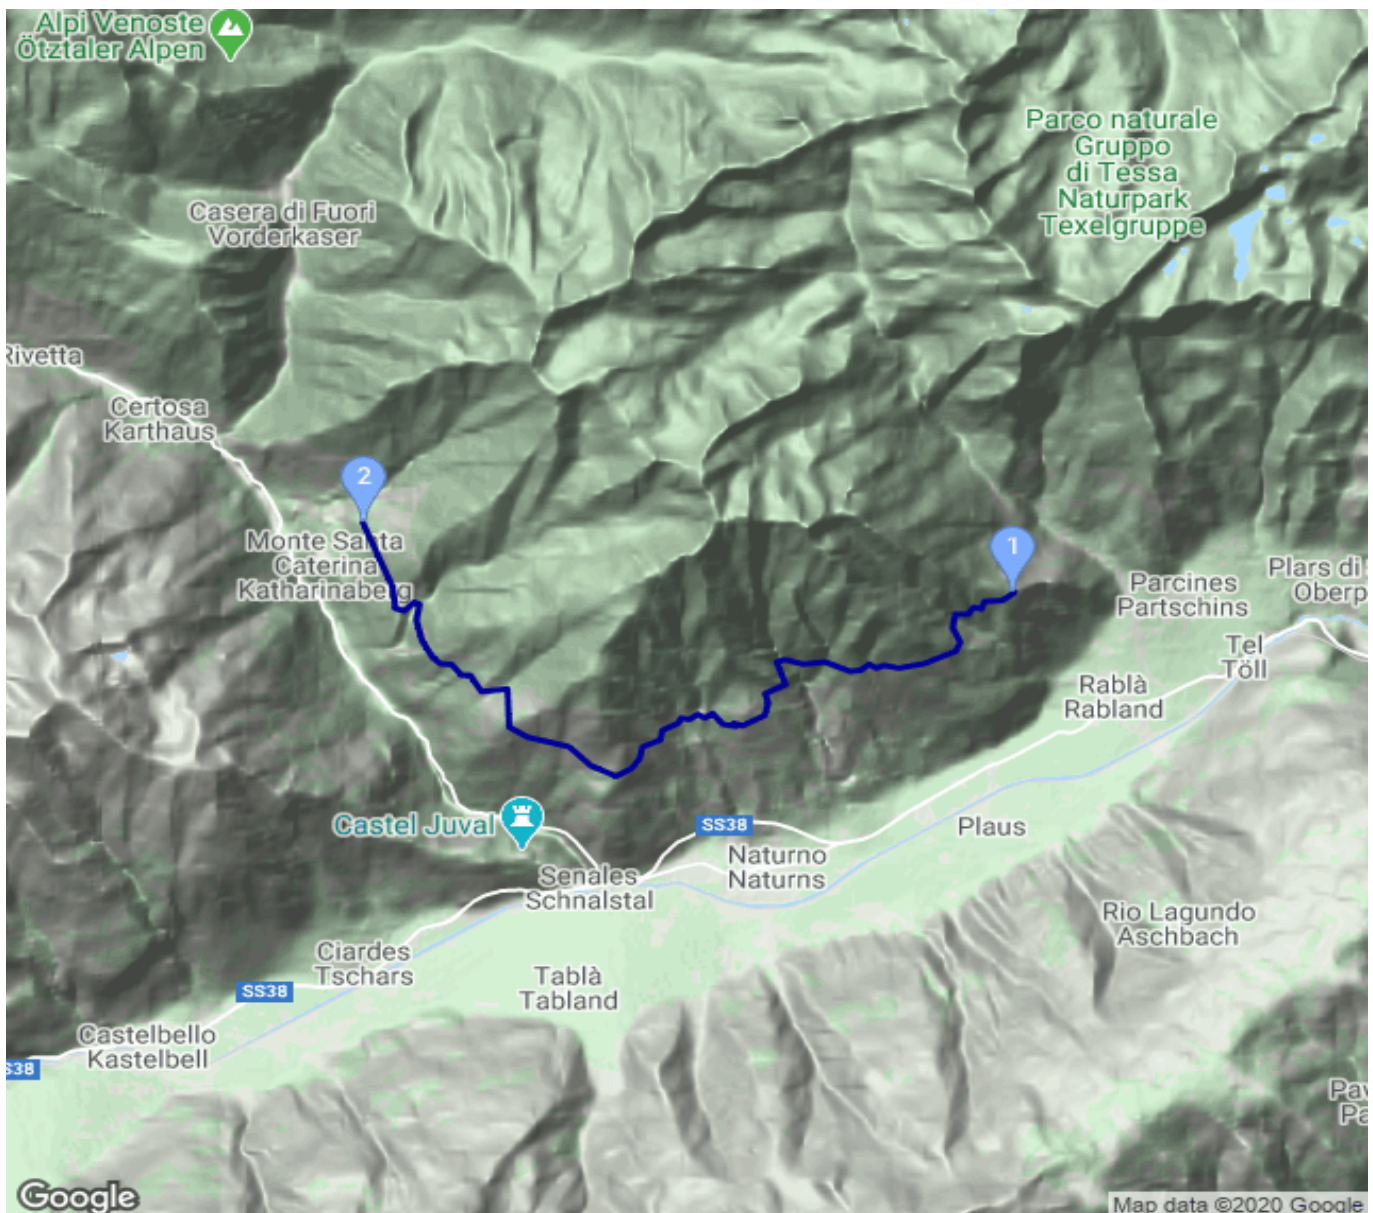 Alpi Venoste
Ötztaler Alpen
Parco naturale
Gruppo
di Tessa
Naturpark
Texelgruppe
Casera di Fuori
Vorderkaser
Rivetta
Certosa
Karthaus
2
Monte Santa
Caterina
Katharinaberg
1
Parcines
Partschins
Plars di
Oberp
Tel
Töll
Rablà
Rabland
Castel Juval
SS38
Plaus
Naturno
Naturns
Senales
Schnalstal
Rio Lagundo
Aschbach
Ciardes
Tschars
Tablà
Tabland
SS38
Castelbello
Kastelbell
S38
Pav
Pa
Google
Map data ©2020 Google